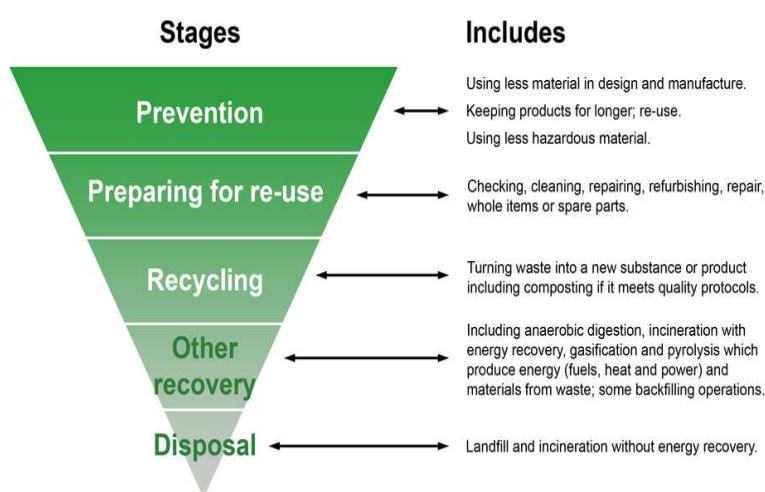 Stages
Includes
Prevention
Using less material in design and manufacture.
Keeping products for longer; re-use.
Using less hazardous material.
Preparing for re-use
Checking, cleaning, repairing, refurbishing, repair,
whole items or spare parts.
Recycling
Turning waste into a new substance or product
including composting if it meets quality protocols.
Other
recovery
Including anaerobic digestion, incineration with
energy recovery, gasification and pyrolysis which
produce energy (fuels, heat and power) and
materials from waste; some backfilling operations.
Disposal
Landfill and incineration without energy recovery.